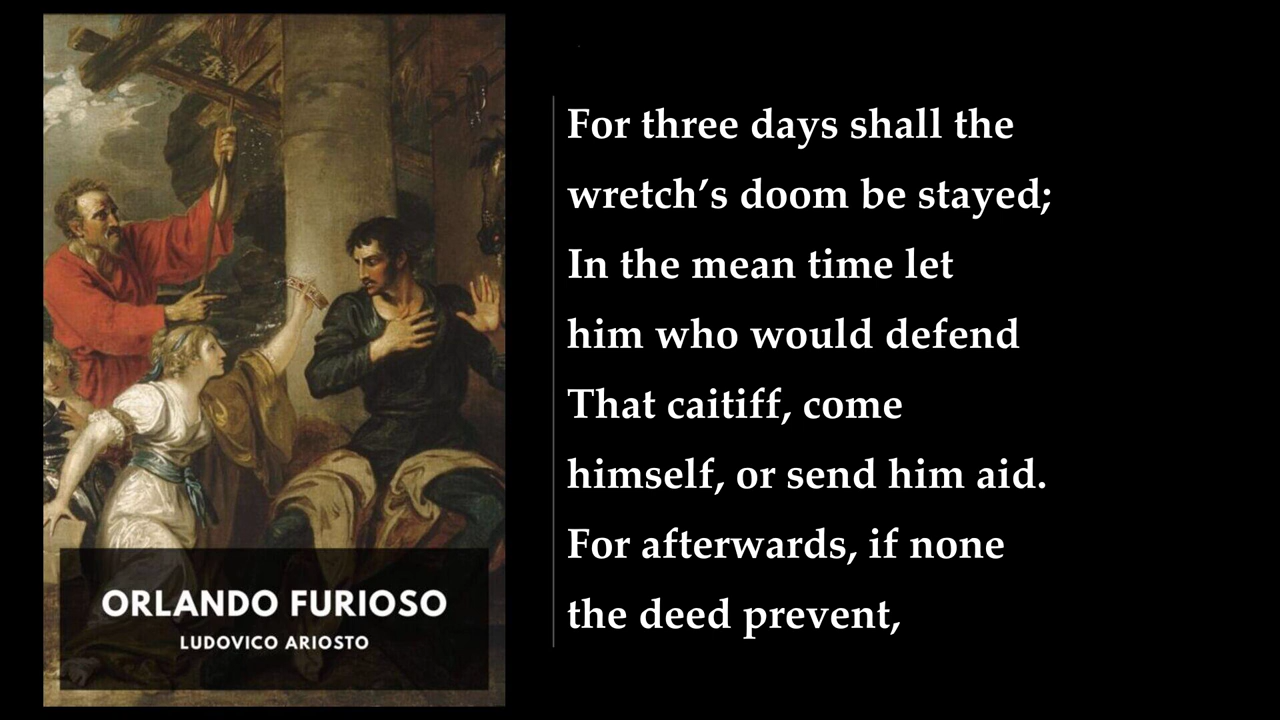 ORLANDO FURIOSO
LUDOVICO ARIOSTO
For three days shall the
wretch’s doom be stayed;
In the mean time let
him who would defend
That caitiff, come
himself, or send him aid.
For afterwards, if none
the deed prevent,